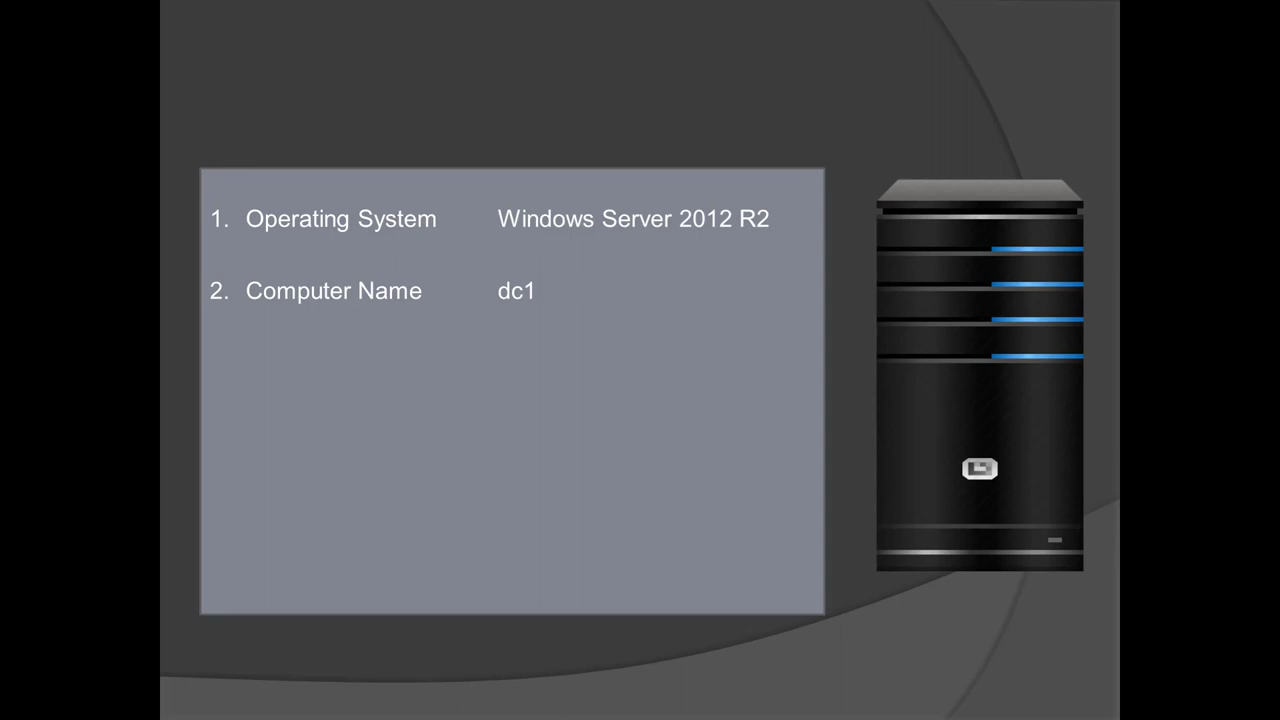 1. Operating System Windows Server 2012 R2
2. Computer Name dc1